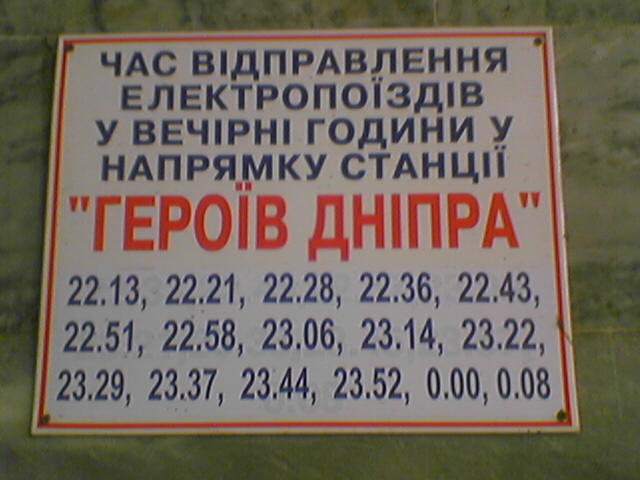 ЧАС ВІДПРАВЛЕННЯ
ЕЛЕКТРОПОЇЗДІВ
У ВЕЧІРНІ ГОДИНИ У
НАПРЯМКУ СТАНЦІЇ
"ГЕРОЇВ ДНІПРА"
22.13, 22.21, 22.28, 22.36, 22.43,
22.51, 22.58, 23.06, 23.14, 23.22,
23.29, 23.37, 23.44, 23.52, 0.00, 0.08